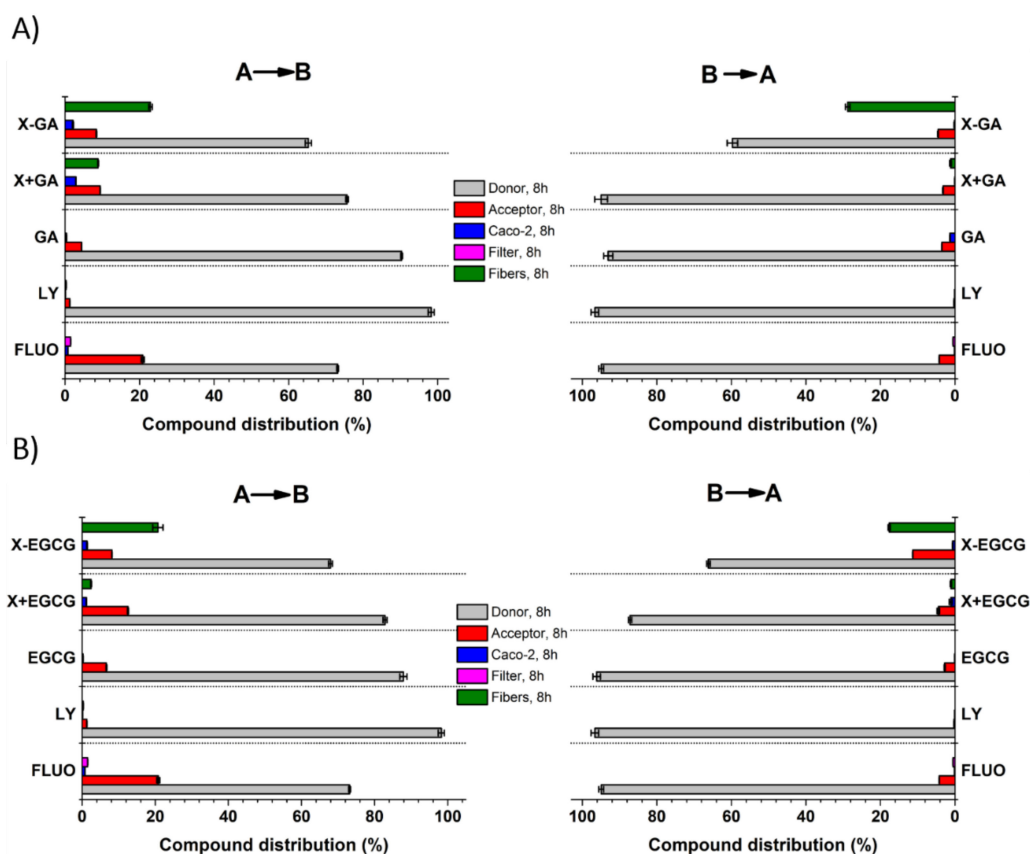 A)
A→B
B→A
X-GA
X+GA
GA
LY
FLUO
0 20 40 60 80 100
Compound distribution (%)
Donor, 8h
Acceptor, 8h
Caco-2, 8h
Filter, 8h
Fibers, 8h
X-GA
X+GA
GA
LY
FLUO
100 80 60 40 20 0
Compound distribution (%)
B)
A→B
B→A
X-EGCG
X+EGCG
EGCG
LY
FLUO
0 20 40 60 80 100
Compound distribution (%)
Donor, 8h
Acceptor, 8h
Caco-2, 8h
Filter, 8h
Fibers, 8h
X-EGCG
X+EGCG
EGCG
LY
FLUO
100 80 60 40 20 0
Compound distribution (%)